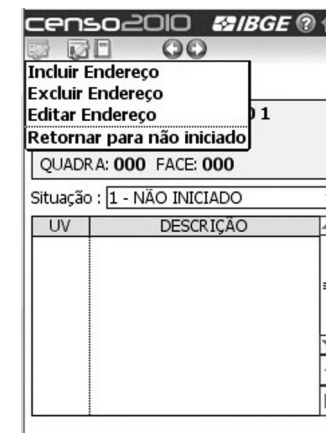 censo2010 IBGE ?
Incluir Endereço
Excluir Endereço
Editar Endereço 0 1
Retornar para não iniciado
QUADRA: 000 FACE: 000
Situação : 1 - NÃO INICIADO
UV DESCRIÇÃO